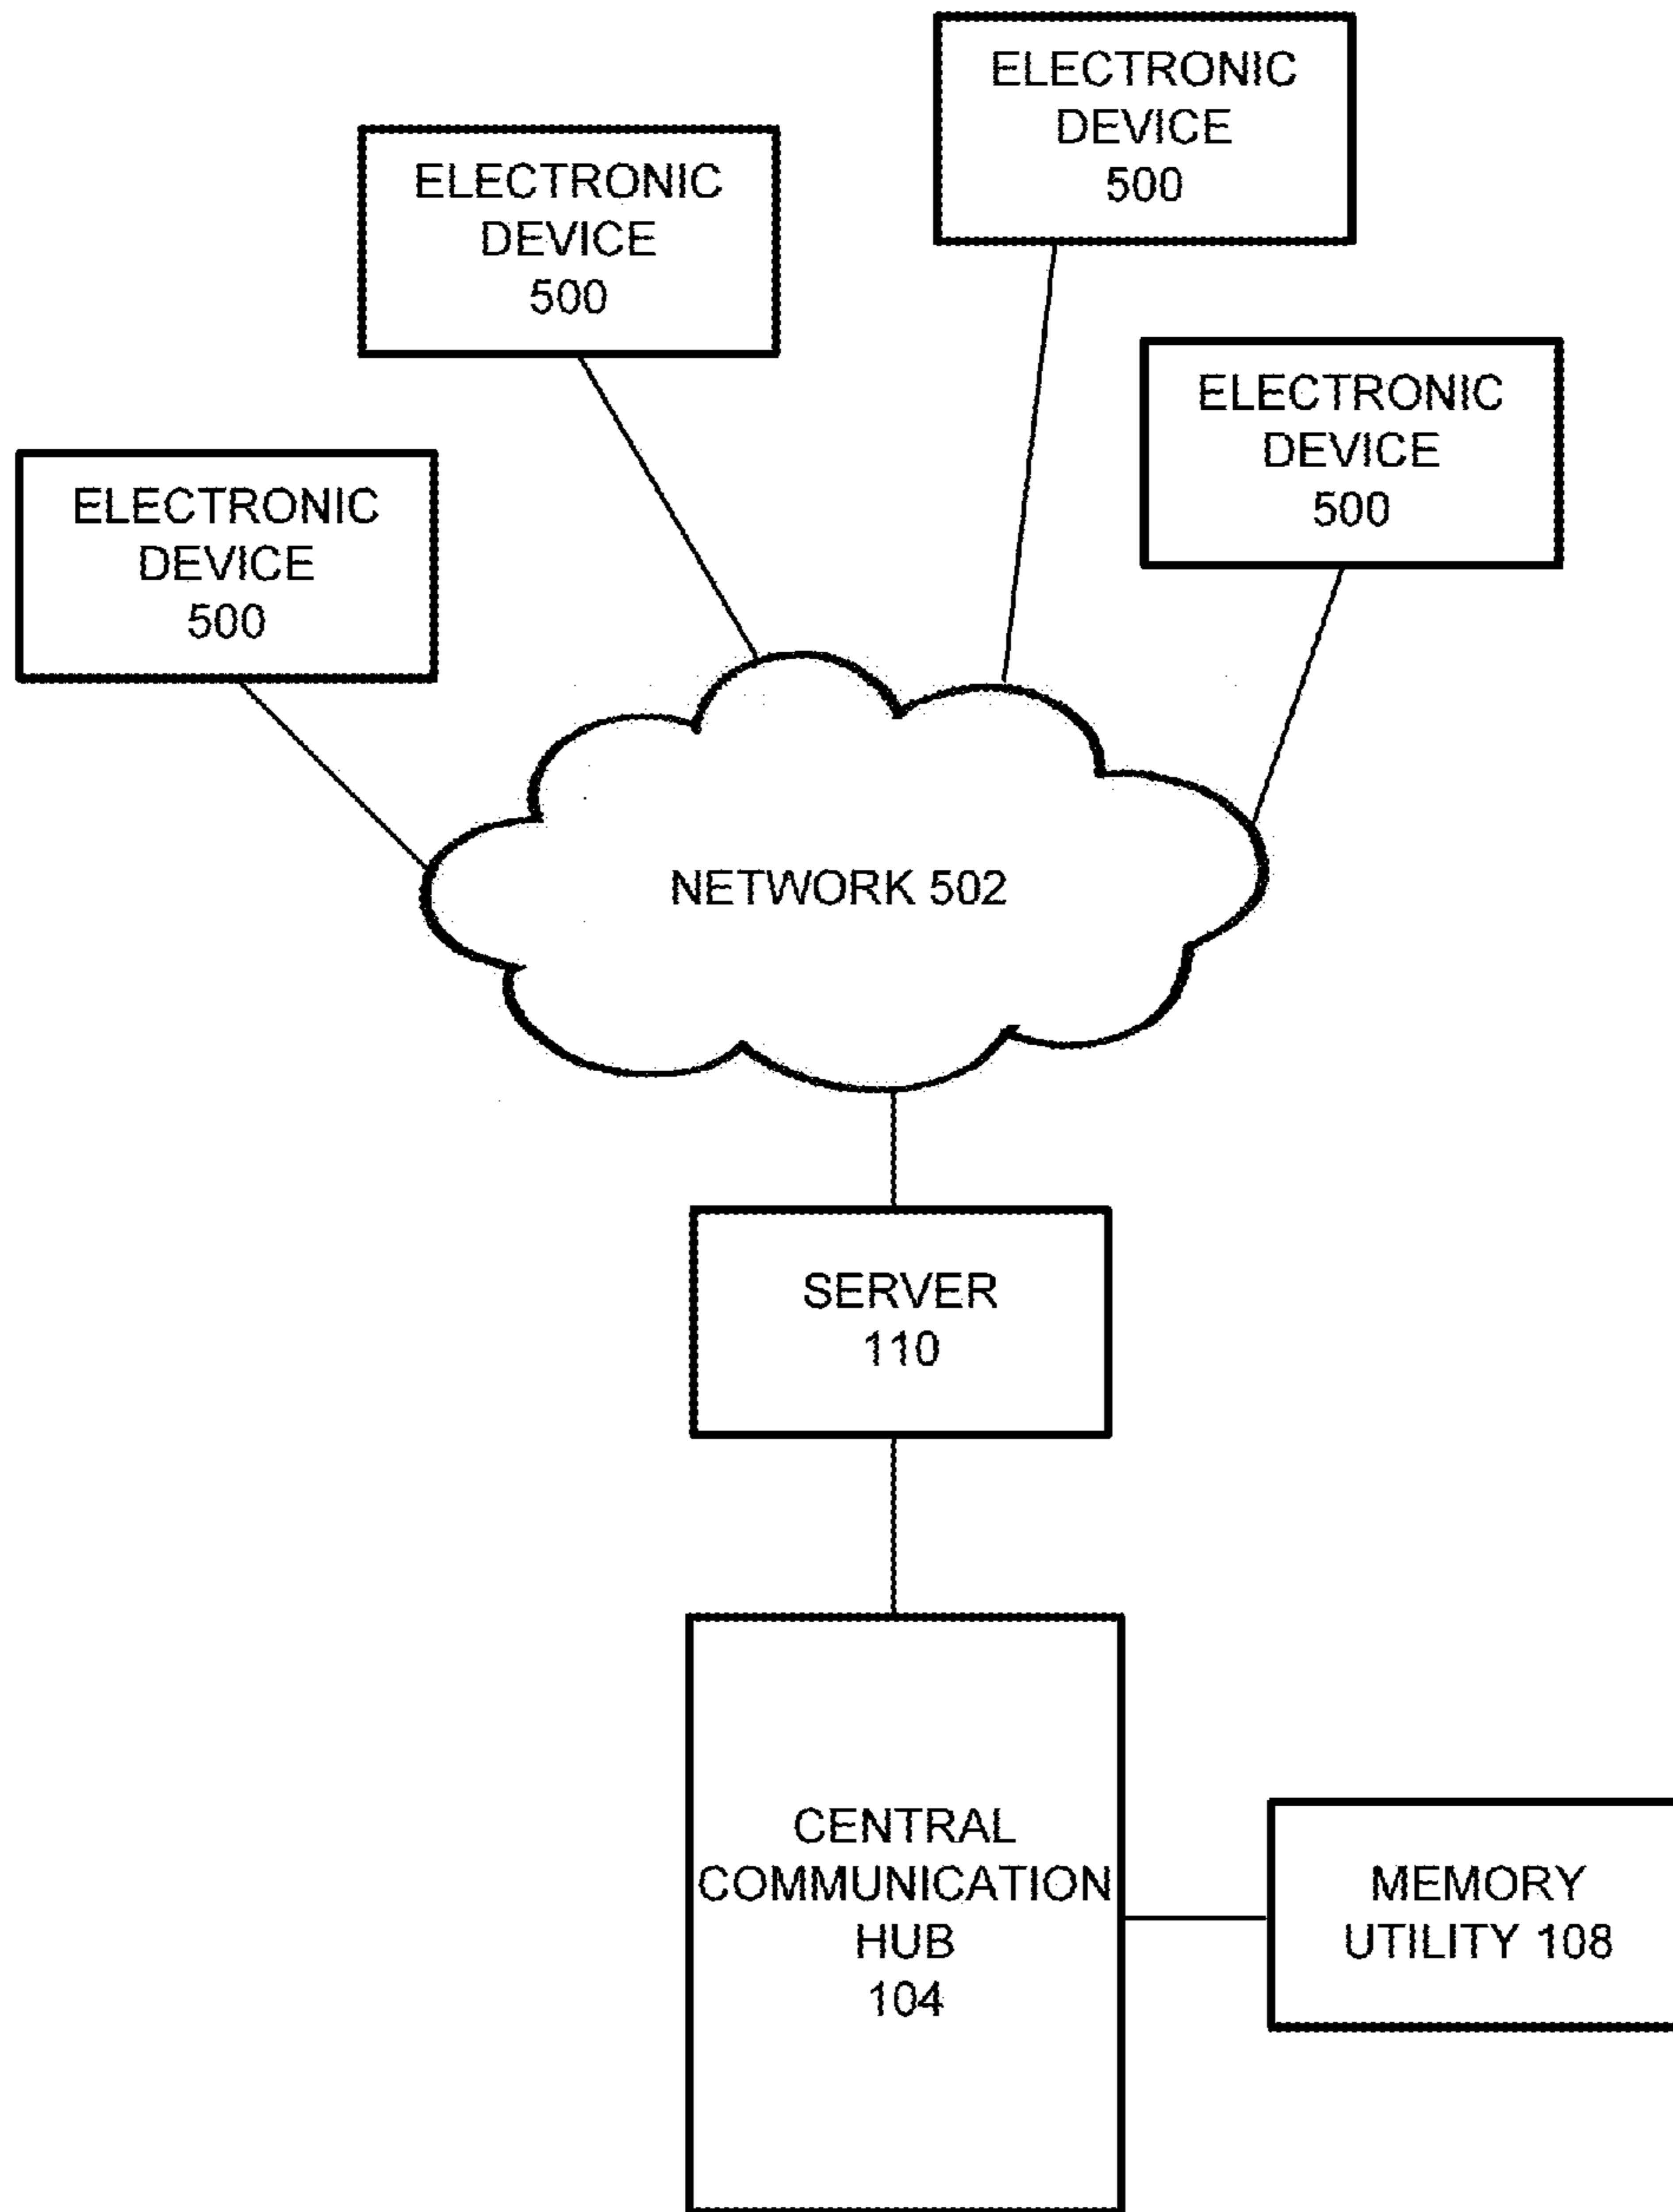 ELECTRONIC
DEVICE
500
ELECTRONIC
DEVICE
500
ELECTRONIC
DEVICE
500
ELECTRONIC
DEVICE
500
NETWORK 502
SERVER
110
CENTRAL
COMMUNICATION
HUB
104
MEMORY
UTILITY 108